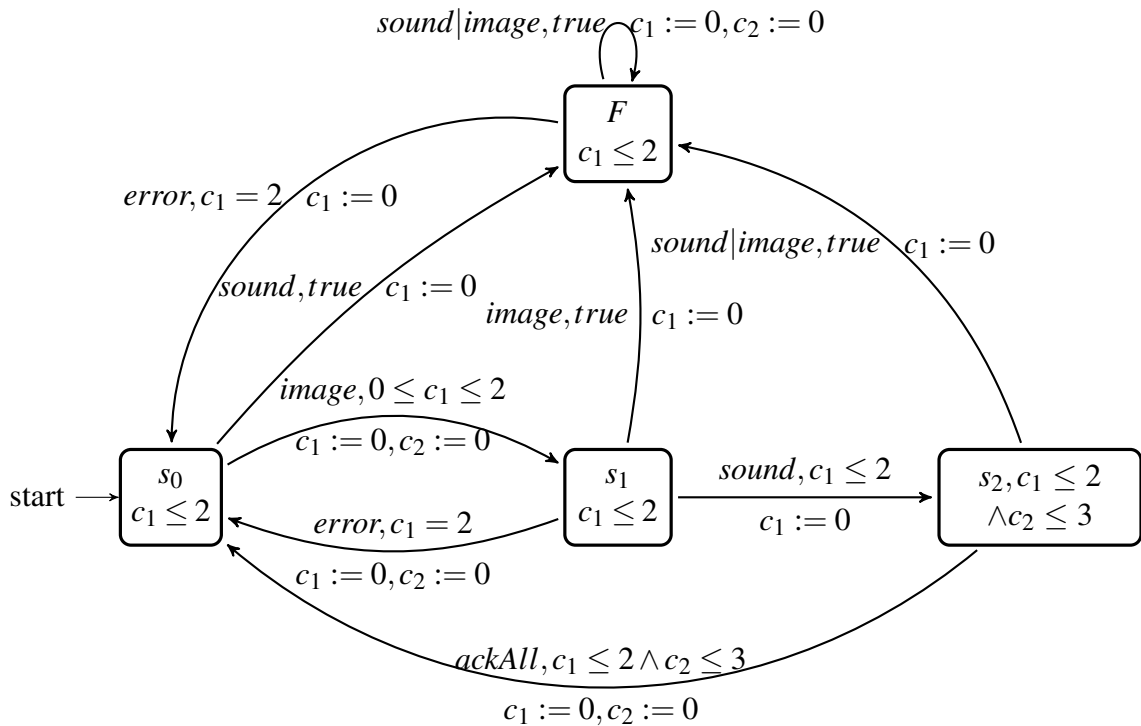 sound|image, true c₁ := 0, c₂ := 0
F
c₁ ≤ 2
error, c₁ = 2 c₁ := 0
sound|image, true c₁ := 0
sound, true c₁ := 0
image, true c₁ := 0
image, 0 ≤ c₁ ≤ 2
c₁ := 0, c₂ := 0
start
s₀
c₁ ≤ 2
s₁
c₁ ≤ 2
sound, c₁ ≤ 2
c₁ := 0
s₂, c₁ ≤ 2
∧c₂ ≤ 3
error, c₁ = 2
c₁ := 0, c₂ := 0
ackAll, c₁ ≤ 2 ∧ c₂ ≤ 3
c₁ := 0, c₂ := 0